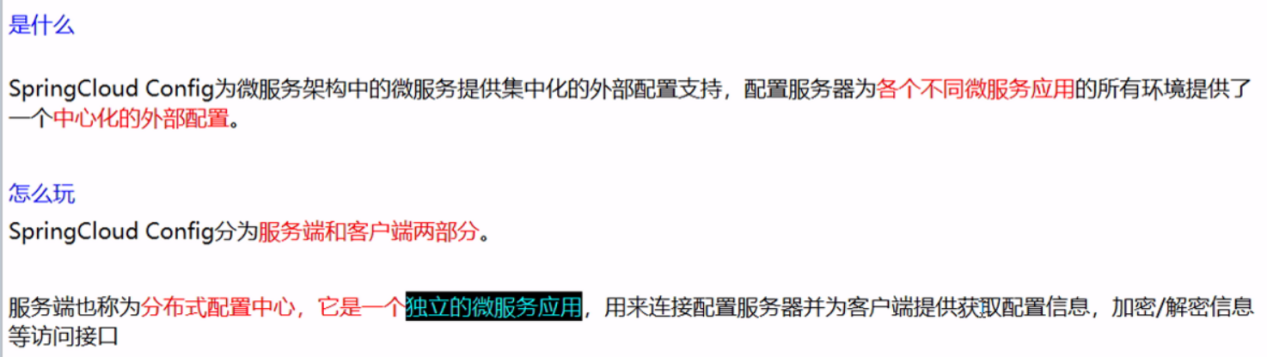 是什么
SpringCloud Config为微服务架构中的微服务提供集中化的外部配置支持，配置服务器为各个不同微服务应用的所有环境提供了
一个中心化的外部配置。
怎么玩
SpringCloud Config分为服务端和客户端两部分。
服务端也称为分布式配置中心，它是一个独立的微服务应用，用来连接配置服务器并为客户端提供获取配置信息，加密/解密信息
等访问接口